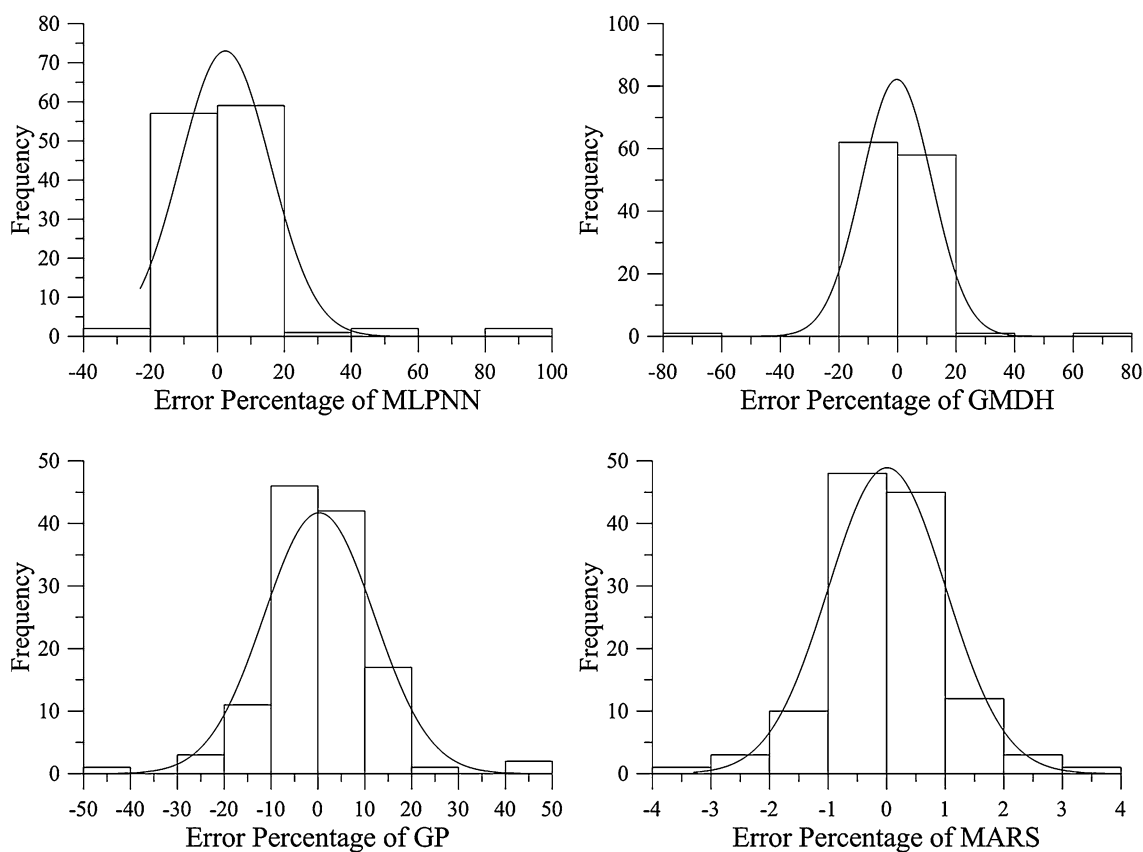 80
70
60
50
40
30
20
10
0
Frequency
-40 -20 0 20 40 60 80 100
Error Percentage of MLPNN
100
80
60
40
20
0
Frequency
-80 -60 -40 -20 0 20 40 60 80
Error Percentage of GMDH
50
40
30
20
10
0
Frequency
-50 -40 -30 -20 -10 0 10 20 30 40 50
Error Percentage of GP
50
40
30
20
10
0
Frequency
-4 -3 -2 -1 0 1 2 3 4
Error Percentage of MARS